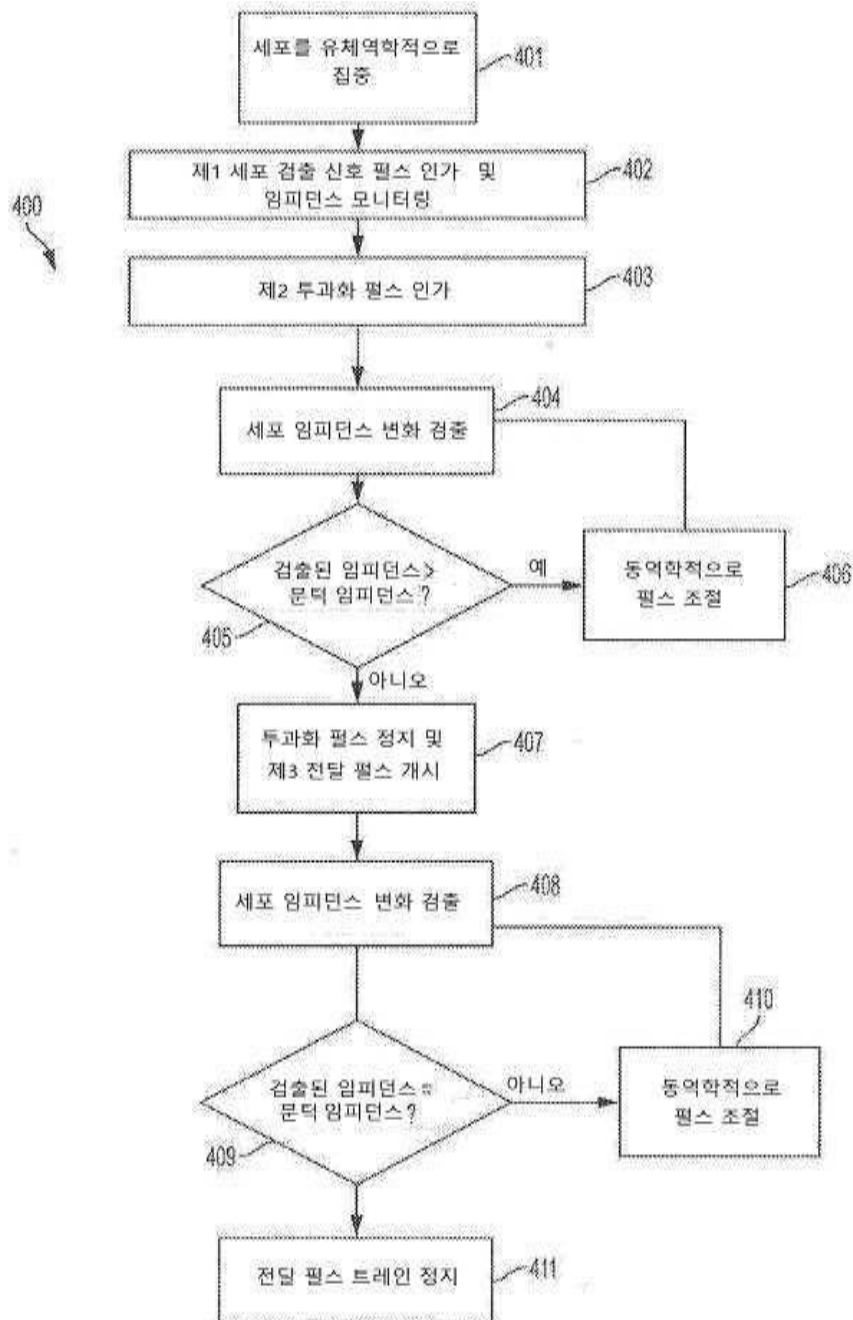 세포를 유체역학적으로
집중
401
제1 세포 검출 신호 펄스 인가 및
임피던스 모니터링
402
400
제2 투과화 펄스 인가
403
404
세포 임피던스 변화 검출
검출된 임피던스>
문턱 임피던스?
예
동역학적으로
펄스 조절
406
405
아니오
투과화 펄스 정지 및
제3 전달 펄스 개시
407
세포 임피던스 변화 검출
408
410
검출된 임피던스=
문턱 임피던스?
아니오
동역학적으로
펄스 조절
409
전달 펄스 트레인 정지
411